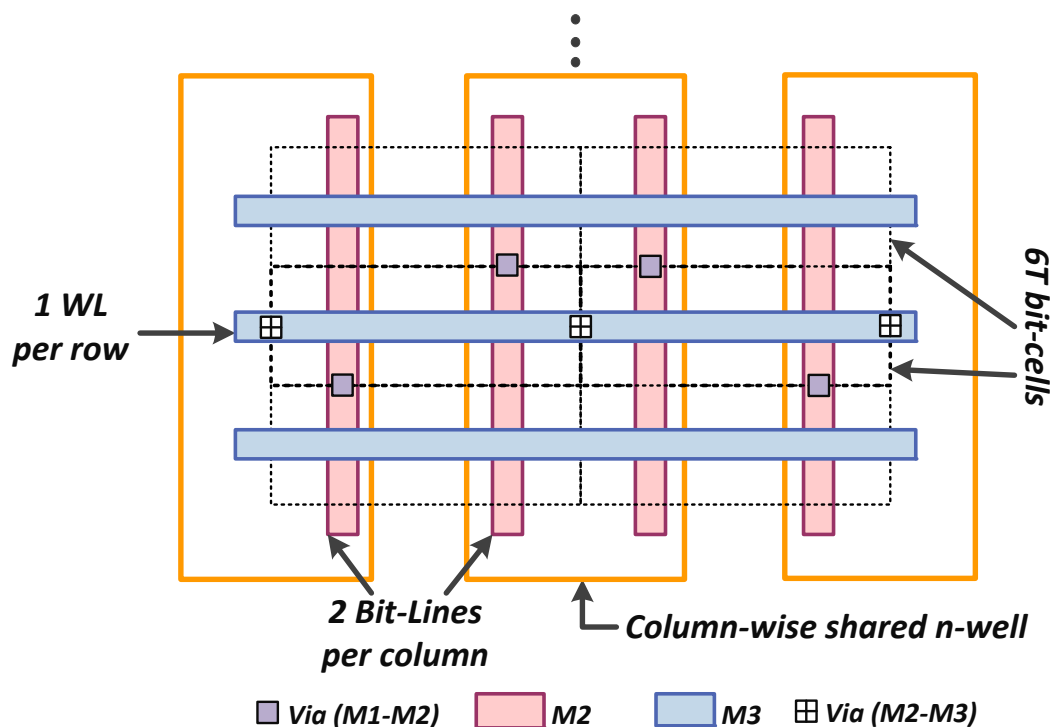 1 WL
per row
6T
bit-cells
2 Bit-Lines
per column
Column-wise shared n-well
Via (M1-M2)
M2
M3
Via (M2-M3)